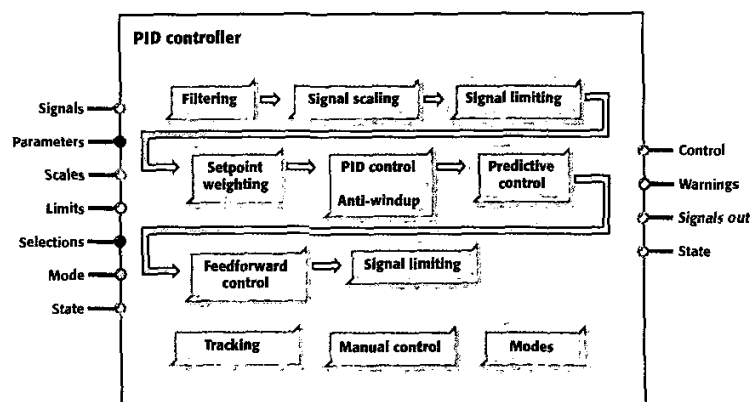 PID controller
Filtering
Signal scaling
Signal limiting
Signals
Parameters
Scales
Limits
Selections
Mode
State
Setpoint
weighting
PID control
Anti-windup
Predictive
control
Control
Warnings
Signals out
State
Feedforward
control
Signal limiting
Tracking
Manual control
Modes